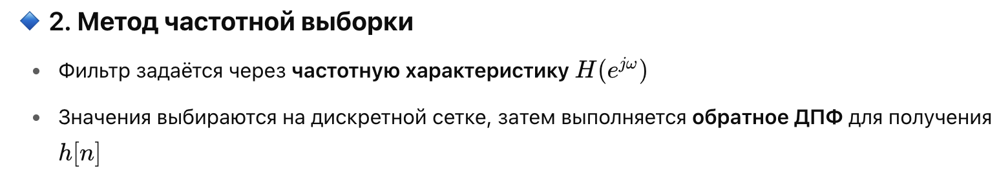 🔹 2. Метод частотной выборки
• Фильтр задаётся через частотную характеристику $H(e^{j\omega})$
• Значения выбираются на дискретной сетке, затем выполняется обратное ДПФ для получения
$h[n]$